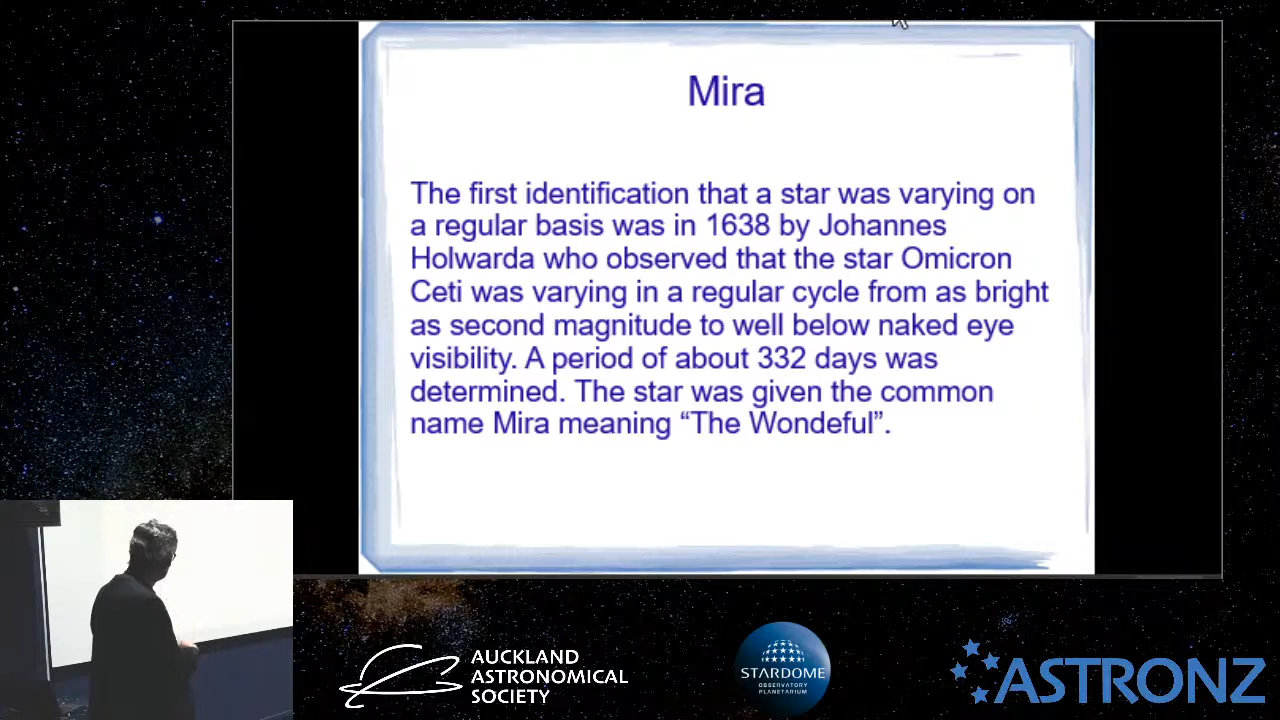 Mira
The first identification that a star was varying on
a regular basis was in 1638 by Johannes
Holwarda who observed that the star Omicron
Ceti was varying in a regular cycle from as bright
as second magnitude to well below naked eye
visibility. A period of about 332 days was
determined. The star was given the common
name Mira meaning “The Wondeful”.
AUCKLAND
ASTRONOMICAL
SOCIETY
STARDOME
OBSERVATORY
PLANETARIUM
ASTRONZ